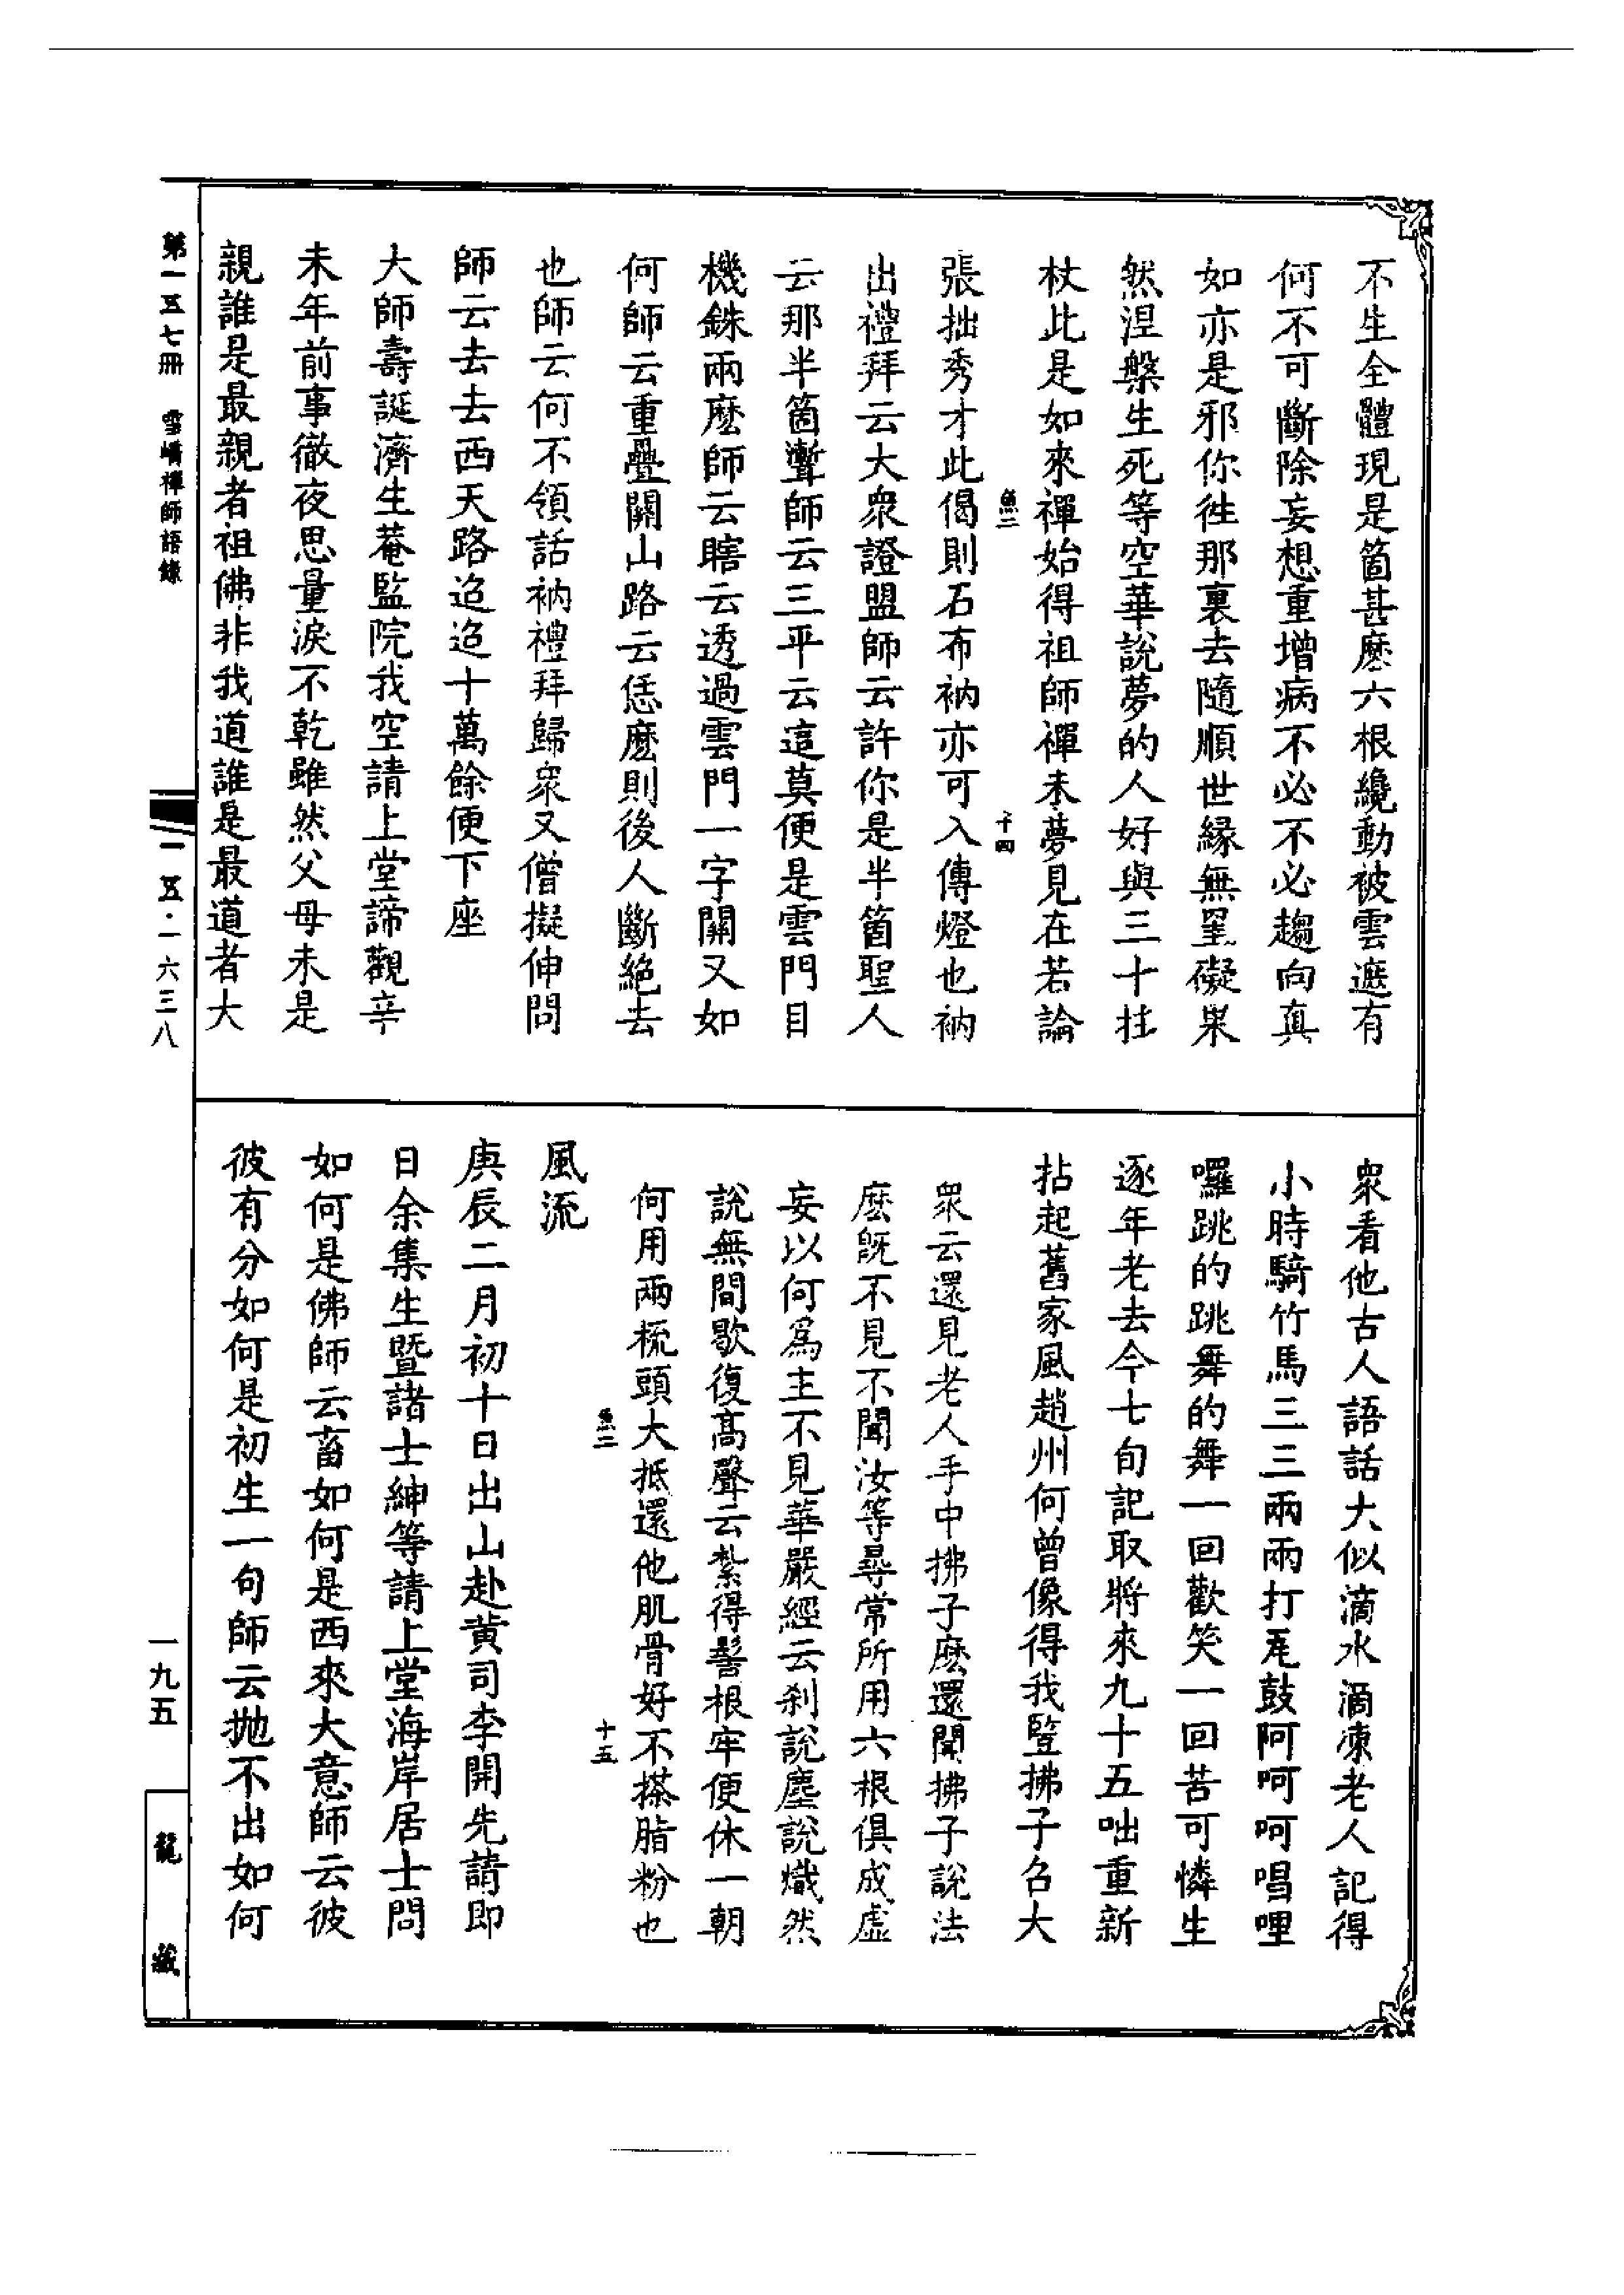 不生全體現是箇甚麽六根纔動被雲遮有
何不可斷除妄想重增病不必不必趨向真
如亦是邪你徃那裏去隨順世緣無罣礙果
然涅槃生死等空華說夢的人好與三十拄
杖此是如來禪始得祖師禪未夢見在若論
魚二
十四
張拙秀才此偈則石布衲亦可入傳燈也衲
出禮拜云大衆證盟師云許你是半箇聖人
云那半箇聻師云三平云這莫便是雲門目
機銖兩麽師云瞎云透過雲門一字關又如
何師云重疊關山路云恁麽則後人斷絕去
也師云何不領話衲禮拜歸衆又僧擬伸問
師云去去西天路迢迢十萬餘便下座
大師壽誕濟生菴監院我空請上堂諦觀辛
未年前事徹夜思量淚不乾雖然父母未是
親誰是最親者祖佛非我道誰是最道者大
衆看他古人語話大似滴水滴凍老人記得
小時騎竹馬三三兩兩打瓦鼓阿呵呵唱哩
囉跳的跳舞的舞一回歡笑一回苦可憐生
逐年老去今七旬記取將來九十五咄重新
拈起舊家風趙州何曾像得我豎拂子召大
衆云還見老人手中拂子麽還聞拂子說法
麽旣不見不聞汝等尋常所用六根俱成虛
妄以何爲主不見華嚴經云刹說塵說熾然
說無間歇復高聲云紮得髻根牢便休一朝
何用兩梳頭大抵還他肌骨好不搽脂粉也
魚二
十五
風流
庚辰二月初十日出山赴黃司李開先請即
日余集生暨諸士紳等請上堂海岸居士問
如何是佛師云畜如何是西來大意師云彼
彼有分如何是初生一句師云拋不出如何
第一五七冊 雪嶠禪師語錄
一五·一六三八
一九五
龍藏